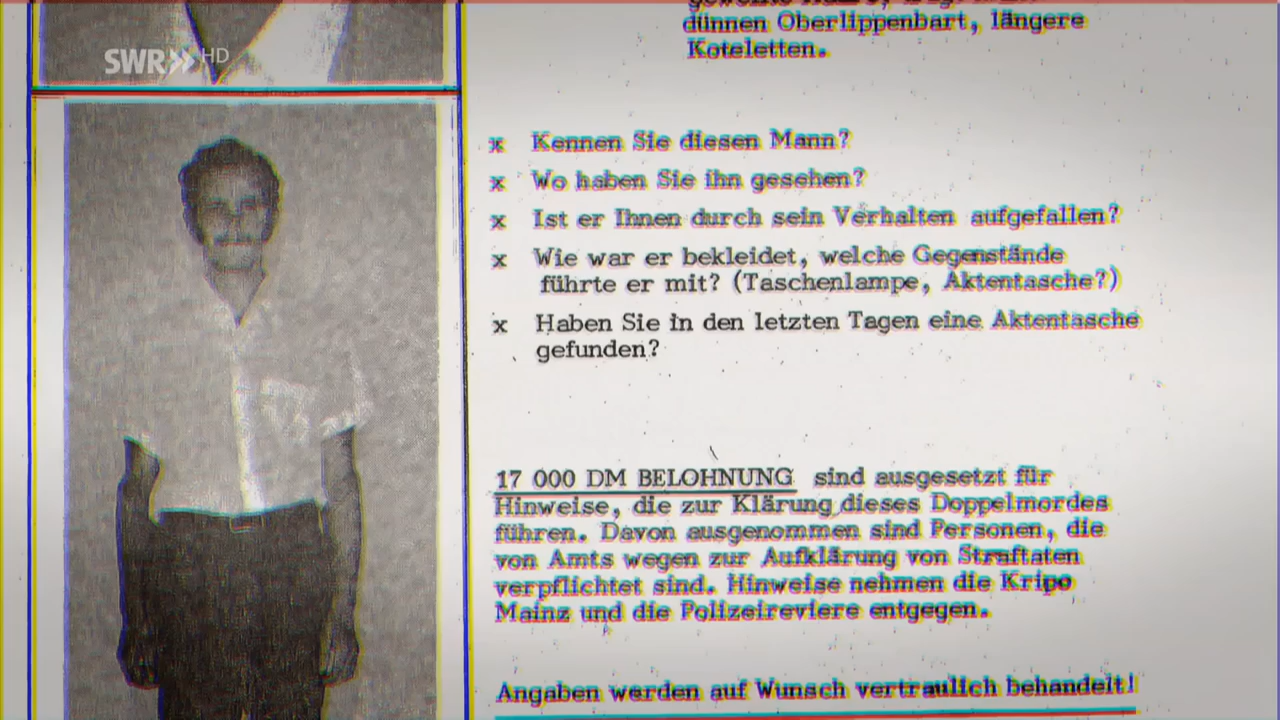 SWR HD
dünnen Oberlippenbart, längere
Koteletten.
x Kennen Sie diesen Mann?
x Wo haben Sie ihn gesehen?
x Ist er Ihnen durch sein Verhalten aufgefallen?
x Wie war er bekleidet, welche Gegenstände
führte er mit? (Taschenlampe, Aktentasche?)
x Haben Sie in den letzten Tagen eine Aktentasche
gefunden?
17 000 DM BELOHNUNG sind ausgesetzt für
Hinweise, die zur Klärung dieses Doppelmordes
führen. Davon ausgenommen sind Personen, die
von Amts wegen zur Aufklärung von Straftaten
verpflichtet sind. Hinweise nehmen die Kripo
Mainz und die Polizeireviere entgegen.
Angaben werden auf Wunsch vertraulich behandelt!